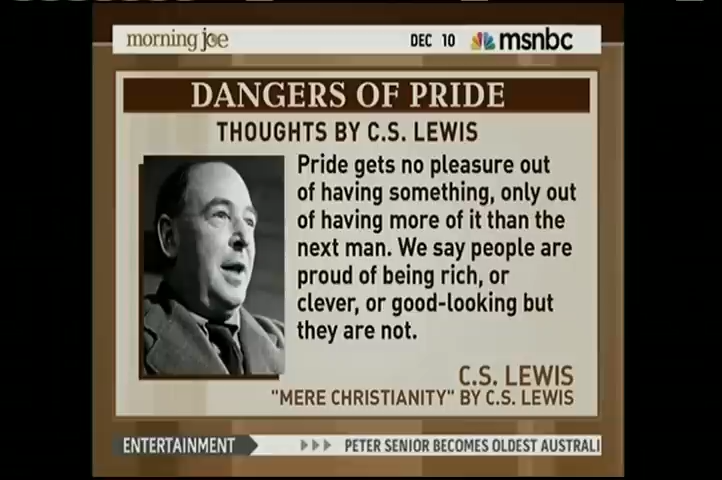 morning joe
DEC 10 msnbc
DANGERS OF PRIDE
THOUGHTS BY C.S. LEWIS
Pride gets no pleasure out
of having something, only out
of having more of it than the
next man. We say people are
proud of being rich, or
clever, or good-looking but
they are not.
C.S. LEWIS
"MERE CHRISTIANITY" BY C.S. LEWIS
ENTERTAINMENT
PETER SENIOR BECOMES OLDEST AUSTRALI